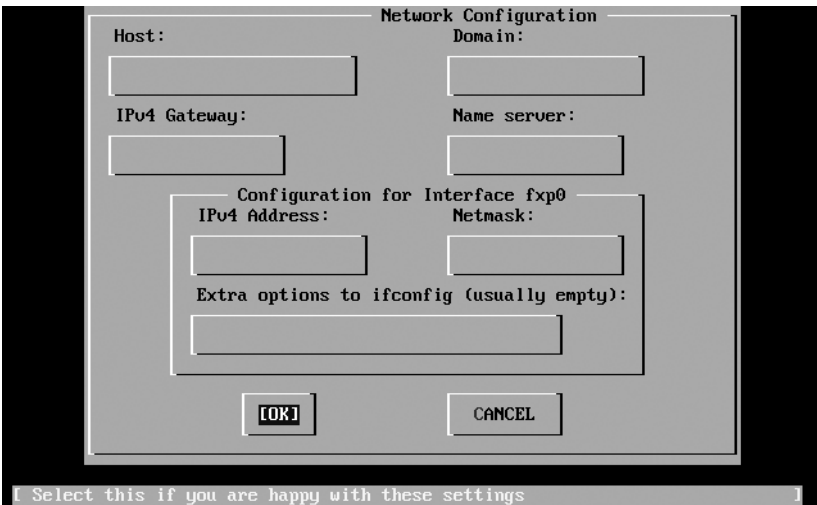 Network Configuration
Host: Domain:
IPv4 Gateway: Name server:
Configuration for Interface fxp0
IPv4 Address: Netmask:
Extra options to ifconfig (usually empty):
[OK] CANCEL
[ Select this if you are happy with these settings ]